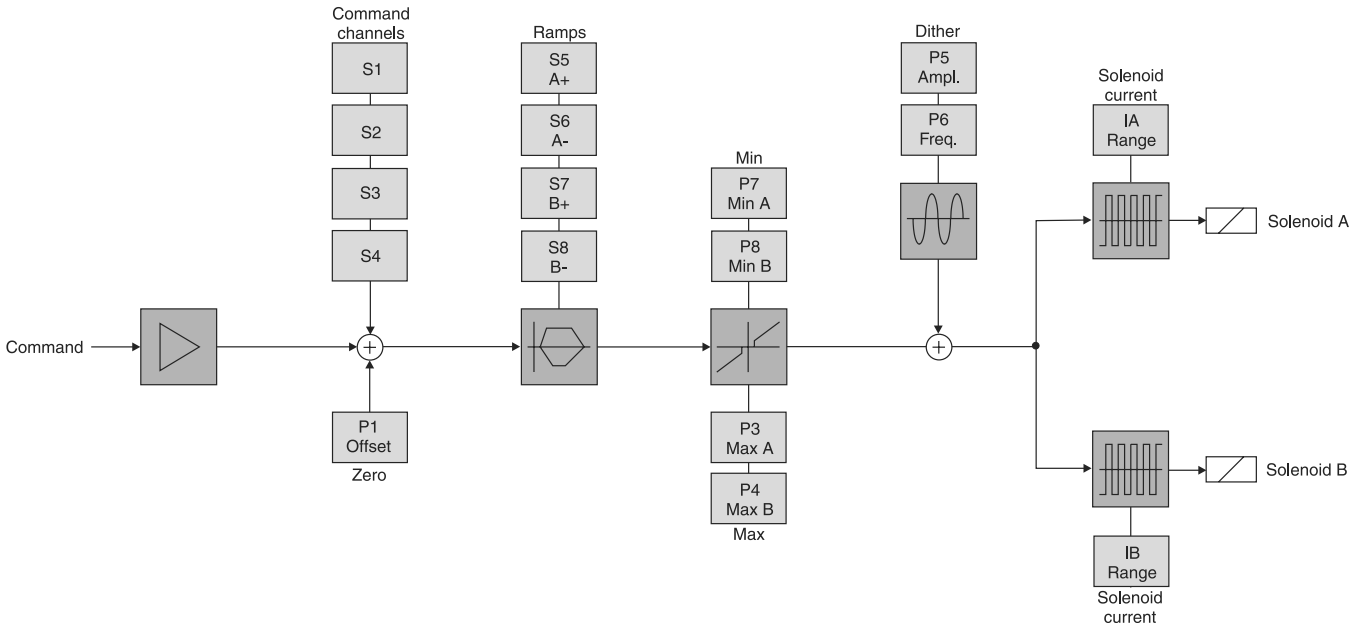 Command
channels
S1
S2
S3
S4
Ramps
S5
A+
S6
A-
S7
B+
S8
B-
Min
P7
Min A
P8
Min B
Dither
P5
Ampl.
P6
Freq.
Solenoid
current
IA
Range
Solenoid A
Command
P1
Offset
Zero
P3
Max A
P4
Max B
Max
Solenoid B
IB
Range
Solenoid
current